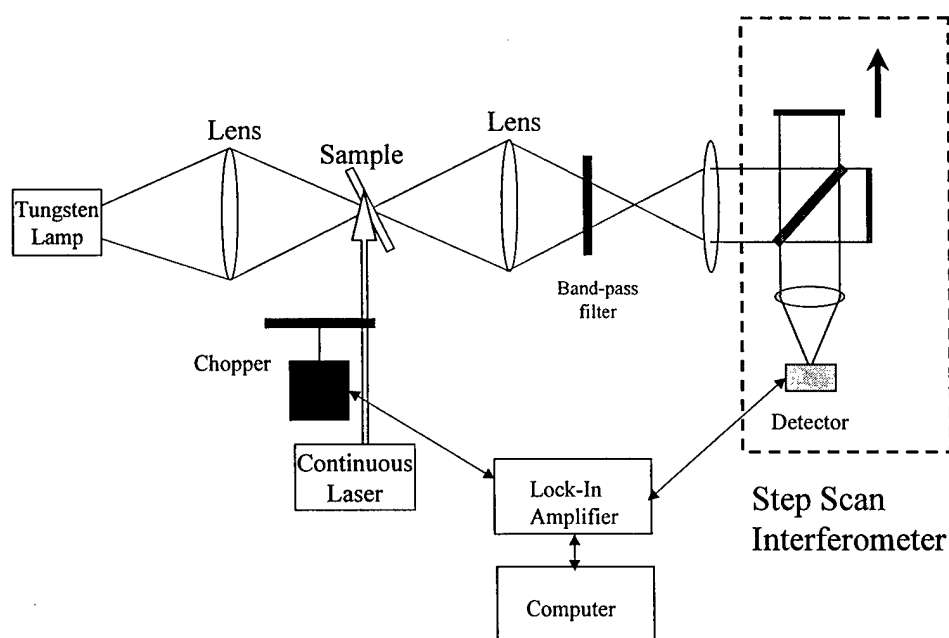 Lens
Lens
Sample
Tungsten
Lamp
Band-pass
filter
Chopper
Detector
Continuous
Laser
Lock-In
Amplifier
Step Scan
Interferometer
Computer